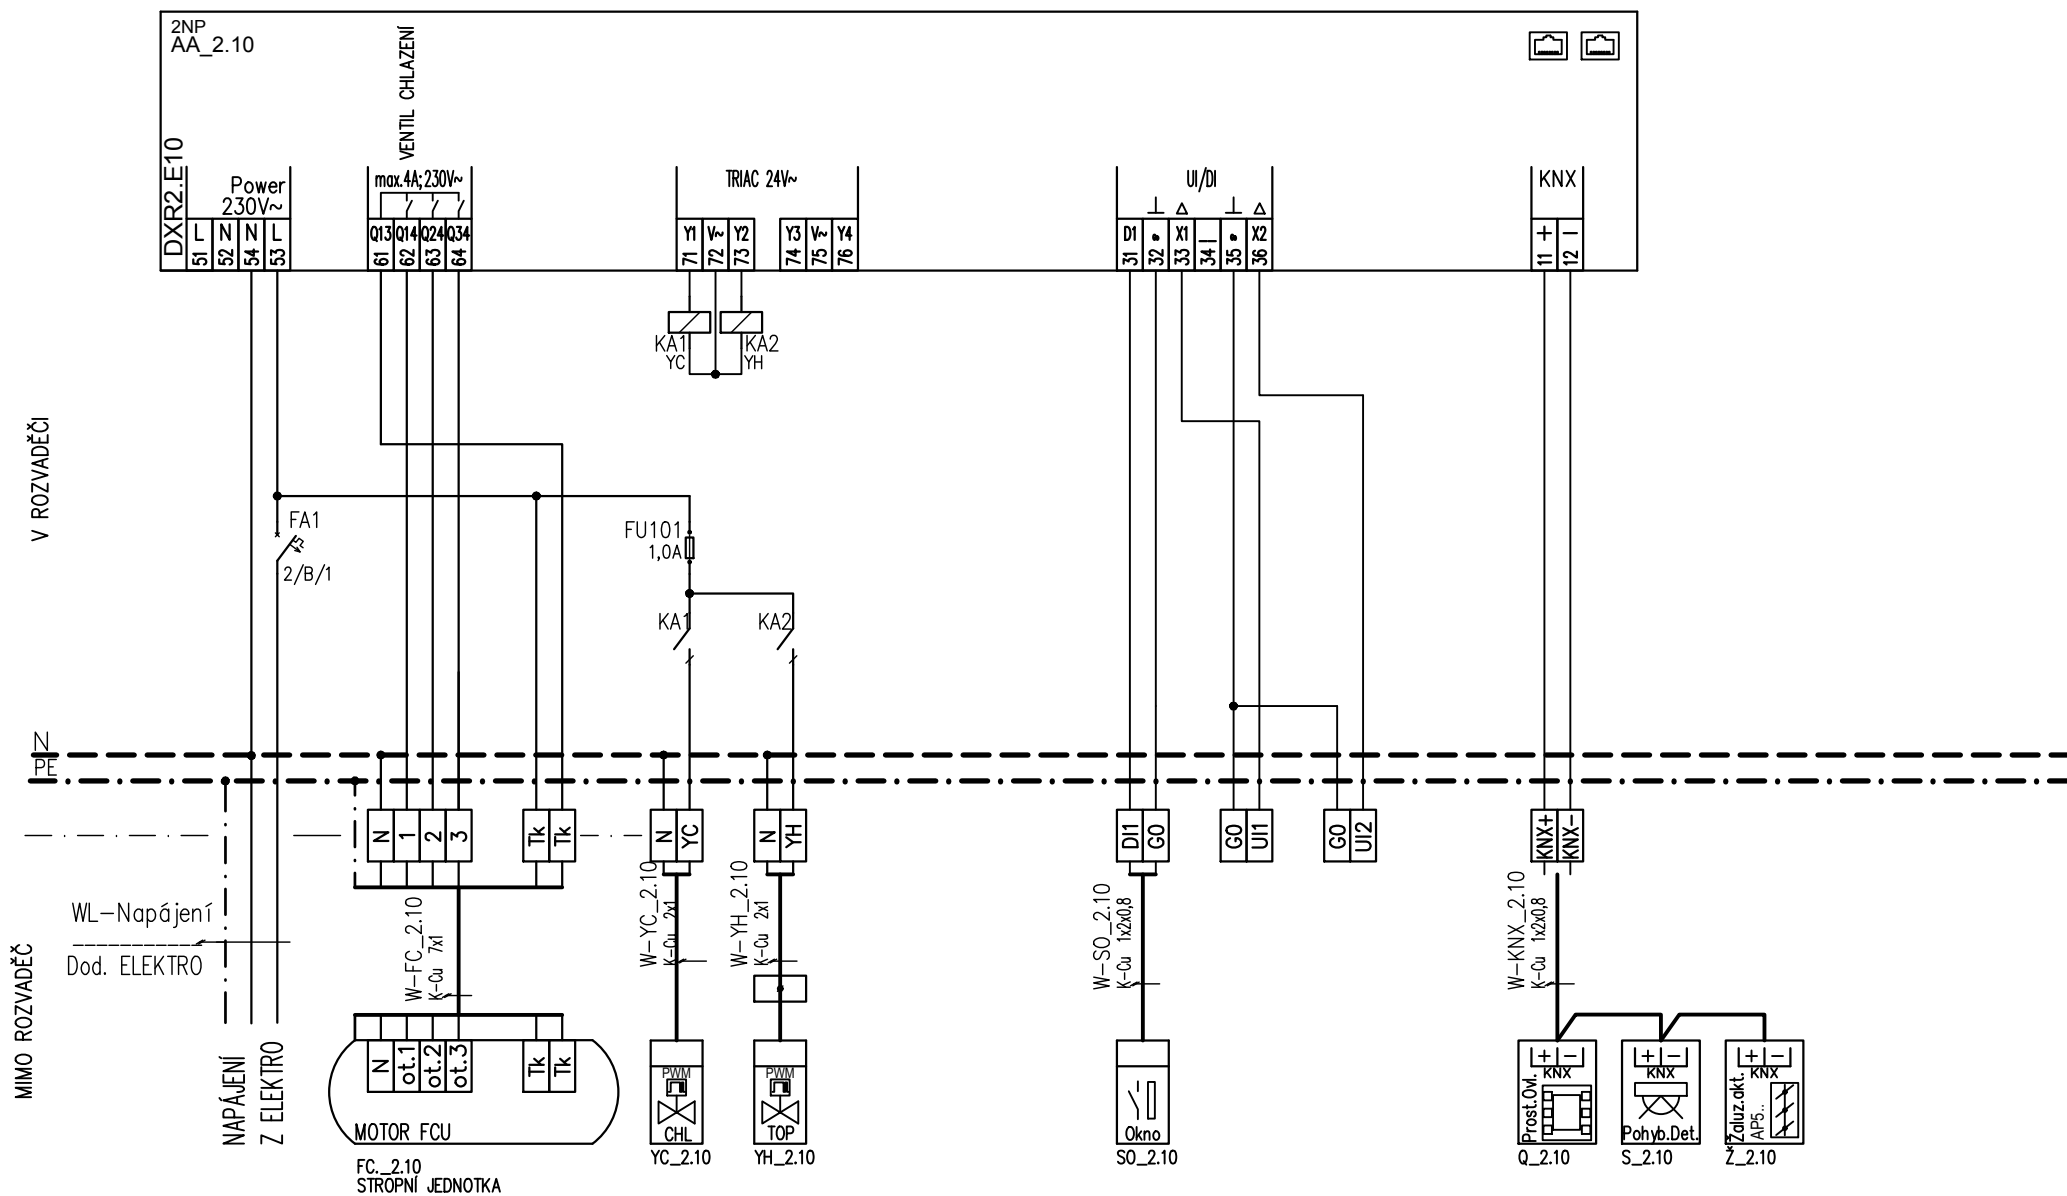 2NP
AA_2.10
DXR2.E10
VENTIL CHLAZENÍ
Power
230V~
max.4A;230V~
TRIAC 24V~
UI/DI
KNX
L N N L
51 52 54 53
Q13 Q14 Q24 Q34
61 62 63 64
Y1 V~ Y2
71 72 73
Y3 V~ Y4
74 75 76
D1 X1 X2
31 32 33 34 35 36
+ −
11 12
KA1
YC
KA2
YH
V ROZVADĚČI
FA1
2/B/1
FU101
1,0A
KA1
KA2
N
PE
N 1 2 3
Tk Tk
N YC
N YH
DI1 GO
GO UI1
GO UI2
KNX+ KNX-
MIMO ROZVADĚČ
WL-Napájení
Dod. ELEKTRO
NAPÁJENÍ
Z ELEKTRO
W-FC_2.10
K-Cu 7x1
W-YC_2.10
K-Cu 2x1
W-YH_2.10
K-Cu 2x1
W-SO_2.10
K-Cu 1x2x0,8
W-KNX_2.10
K-Cu 1x2x0,8
N ot.1 ot.2 ot.3
Tk Tk
MOTOR FCU
FC._2.10
STROPNÍ JEDNOTKA
PWM
CHL
YC_2.10
PWM
TOP
YH_2.10
Okno
SO_2.10
+ −
KNX
Prost.Ovl.
Q_2.10
+ −
KNX
Pohyb.Det.
S_2.10
+ −
KNX
Žaluz.akt.
AP5..
Ž_2.10